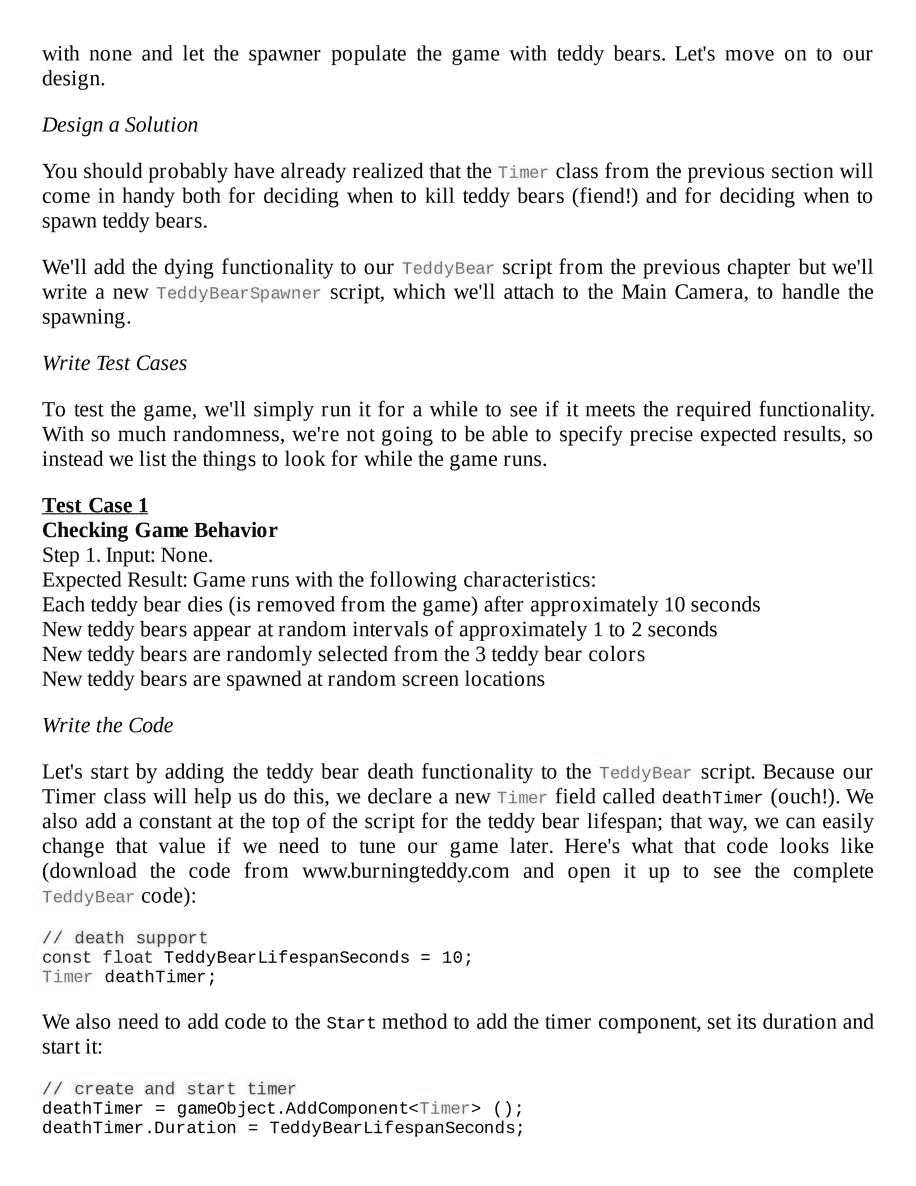 with none and let the spawner populate the game with teddy bears. Let's move on to our
design.
Design a Solution
You should probably have already realized that the Timer class from the previous section will
come in handy both for deciding when to kill teddy bears (fiend!) and for deciding when to
spawn teddy bears.
We'll add the dying functionality to our TeddyBear script from the previous chapter but we'll
write a new TeddyBearSpawner script, which we'll attach to the Main Camera, to handle the
spawning.
Write Test Cases
To test the game, we'll simply run it for a while to see if it meets the required functionality.
With so much randomness, we're not going to be able to specify precise expected results, so
instead we list the things to look for while the game runs.
Test Case 1
Checking Game Behavior
Step 1. Input: None.
Expected Result: Game runs with the following characteristics:
Each teddy bear dies (is removed from the game) after approximately 10 seconds
New teddy bears appear at random intervals of approximately 1 to 2 seconds
New teddy bears are randomly selected from the 3 teddy bear colors
New teddy bears are spawned at random screen locations
Write the Code
Let's start by adding the teddy bear death functionality to the TeddyBear script. Because our
Timer class will help us do this, we declare a new Timer field called deathTimer (ouch!). We
also add a constant at the top of the script for the teddy bear lifespan; that way, we can easily
change that value if we need to tune our game later. Here's what that code looks like
(download the code from www.burningteddy.com and open it up to see the complete
TeddyBear code):
// death support
const float TeddyBearLifespanSeconds = 10;
Timer deathTimer;
We also need to add code to the Start method to add the timer component, set its duration and
start it:
// create and start timer
deathTimer = gameObject.AddComponent<Timer> ();
deathTimer.Duration = TeddyBearLifespanSeconds;